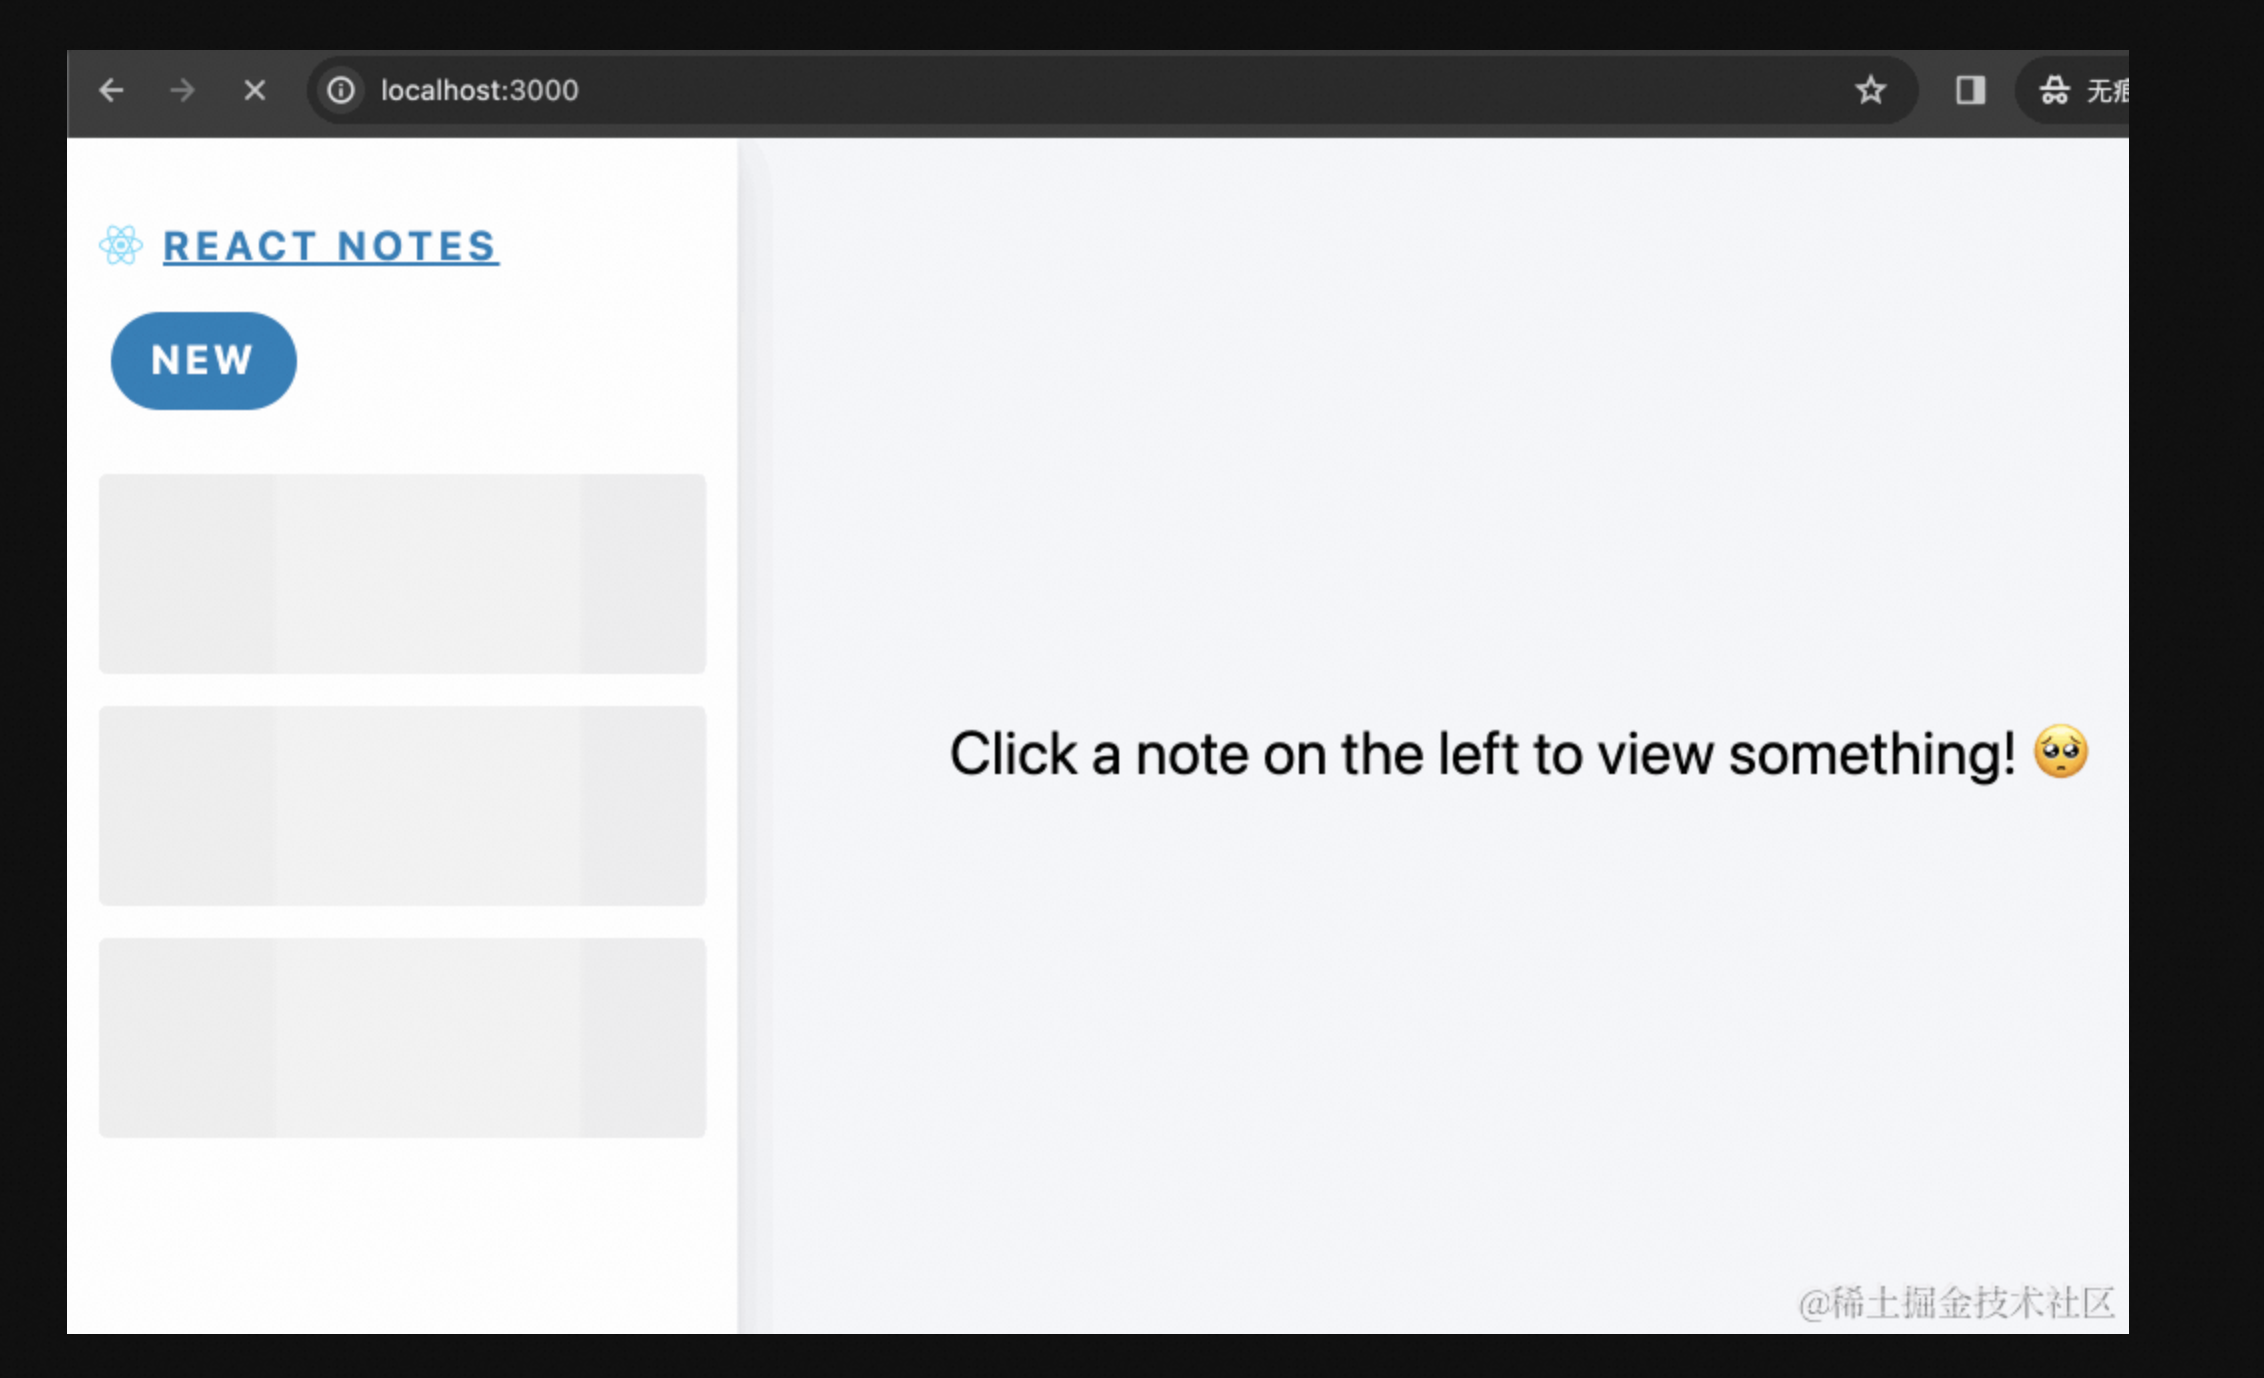 localhost:3000
无痕
REACT NOTES
NEW
Click a note on the left to view something! 🥺
@稀土掘金技术社区